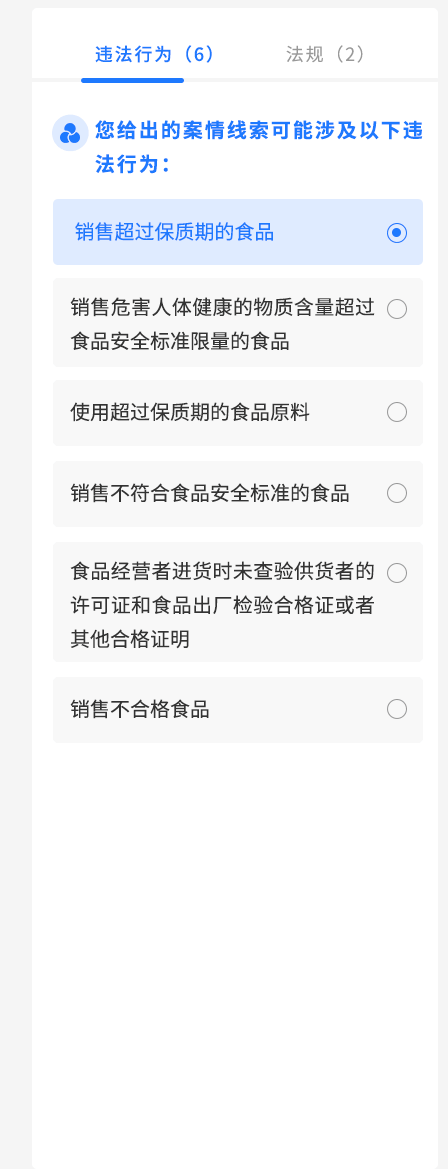 违法行为（6） 法规（2）
您给出的案情线索可能涉及以下违
法行为：
销售超过保质期的食品
销售危害人体健康的物质含量超过
食品安全标准限量的食品
使用超过保质期的食品原料
销售不符合食品安全标准的食品
食品经营者进货时未查验供货者的
许可证和食品出厂检验合格证或者
其他合格证明
销售不合格食品